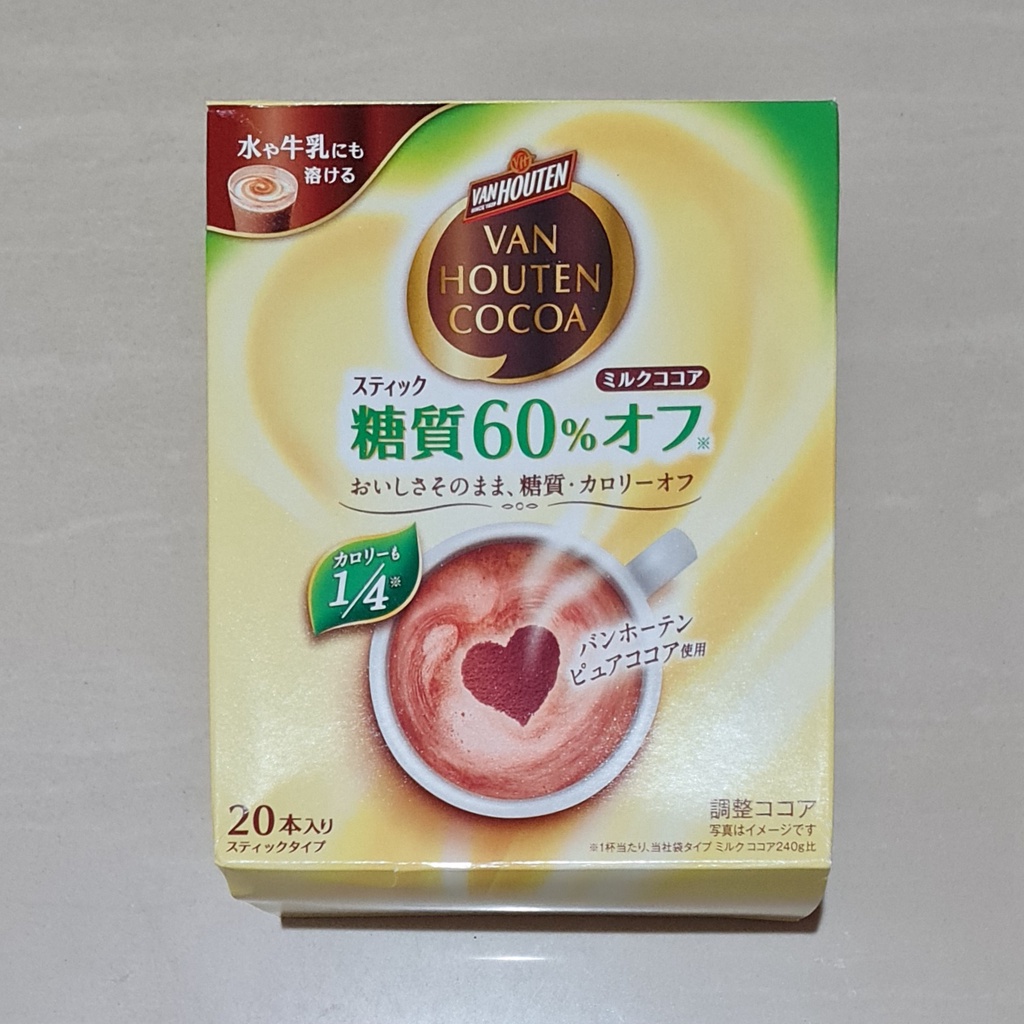 水や牛乳にも
溶ける
VH
VAN HOUTEN
VAN
HOUTEN
COCOA
スティック
ミルクココア
糖質60%オフ※
おいしさそのまま、糖質・カロリーオフ
カロリーも
1/4※
バンホーテン
ピュアココア使用
20本入り
スティックタイプ
調整ココア
写真はイメージです
※1杯当たり、当社袋タイプ ミルク ココア240g比